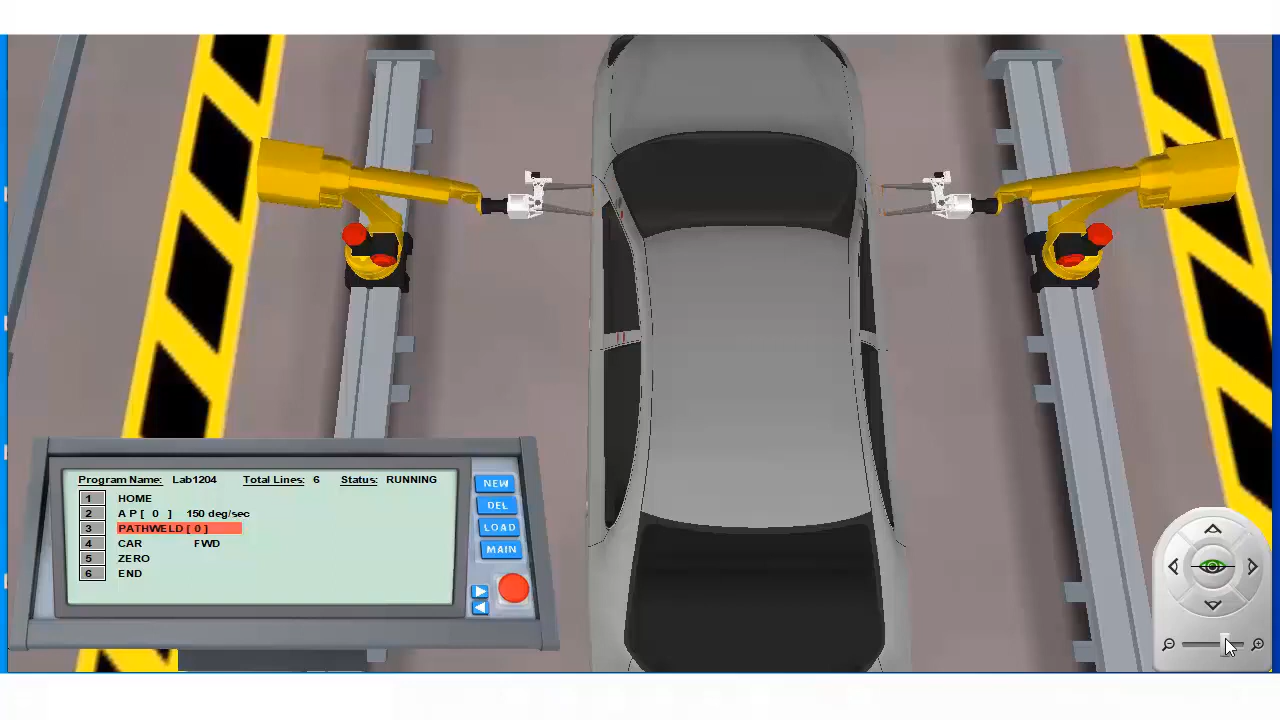 Program Name: Lab1204 Total Lines: 6 Status: RUNNING
1 HOME
2 A P [ 0 ] 150 deg/sec
3 PATHWELD [ 0 ]
4 CAR FWD
5 ZERO
6 END
NEW
DEL
LOAD
MAIN